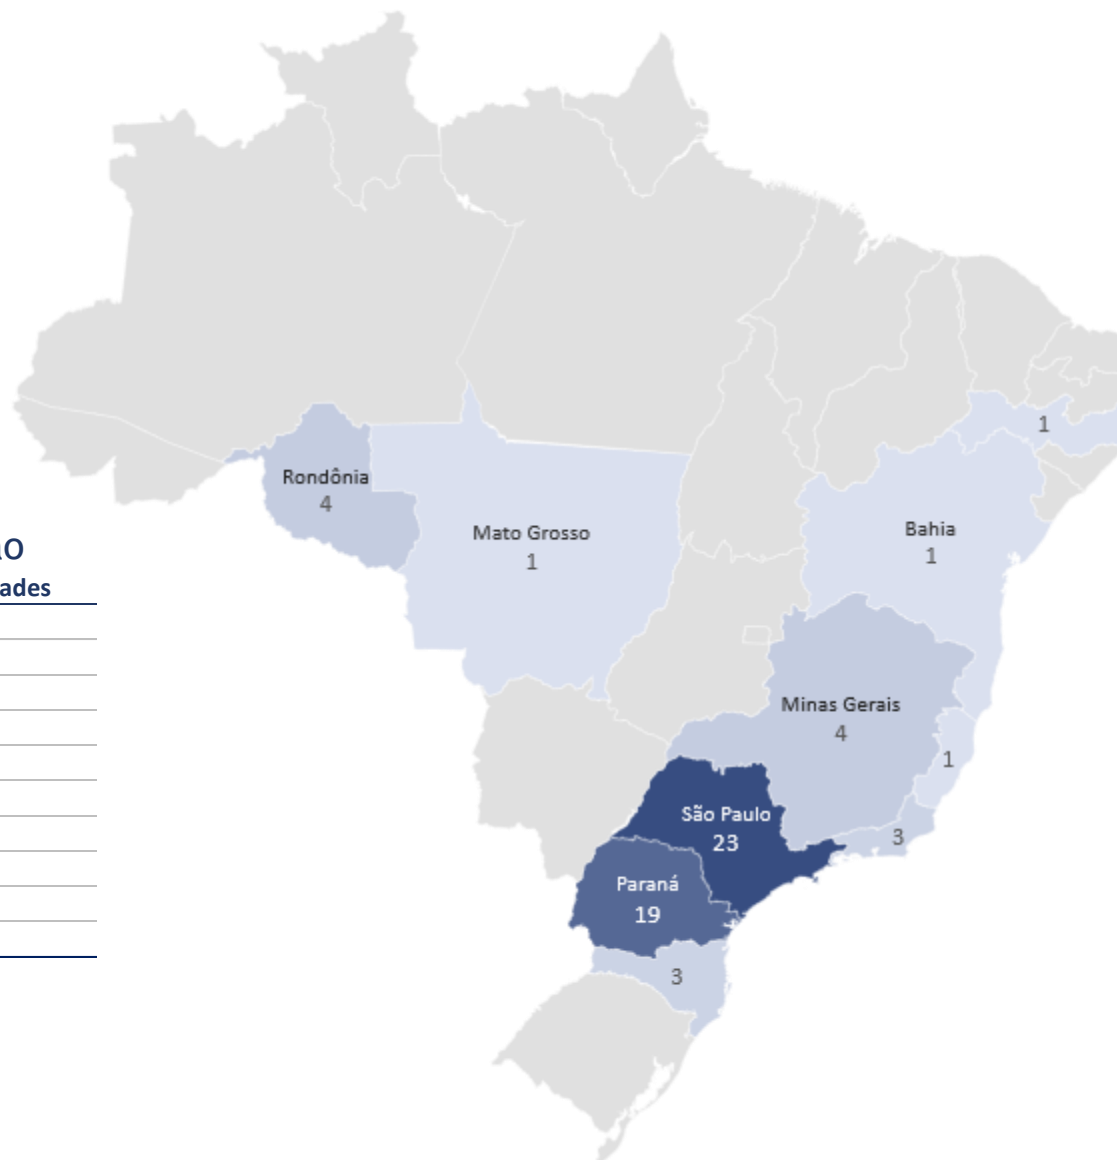 1
Rondônia
4
Mato Grosso
1
Bahia
1
ades
Minas Gerais
4
1
São Paulo
23
3
Paraná
19
3